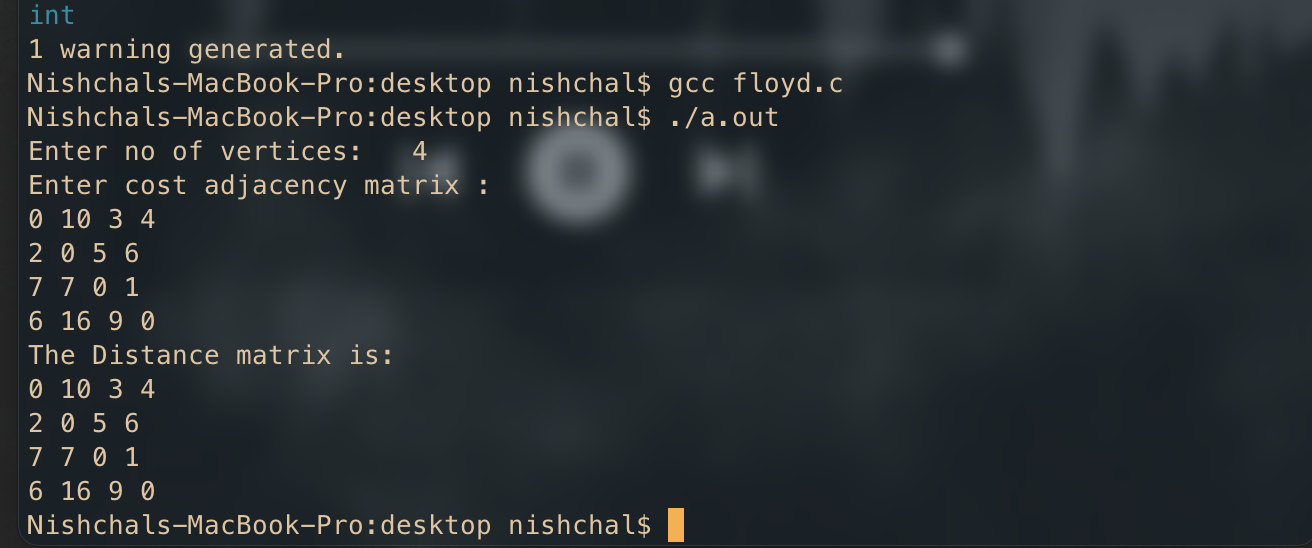 int
1 warning generated.
Nishchals-MacBook-Pro:desktop nishchal$ gcc floyd.c
Nishchals-MacBook-Pro:desktop nishchal$ ./a.out
Enter no of vertices:   4
Enter cost adjacency matrix :
0 10 3 4
2 0 5 6
7 7 0 1
6 16 9 0
The Distance matrix is:
0 10 3 4
2 0 5 6
7 7 0 1
6 16 9 0
Nishchals-MacBook-Pro:desktop nishchal$